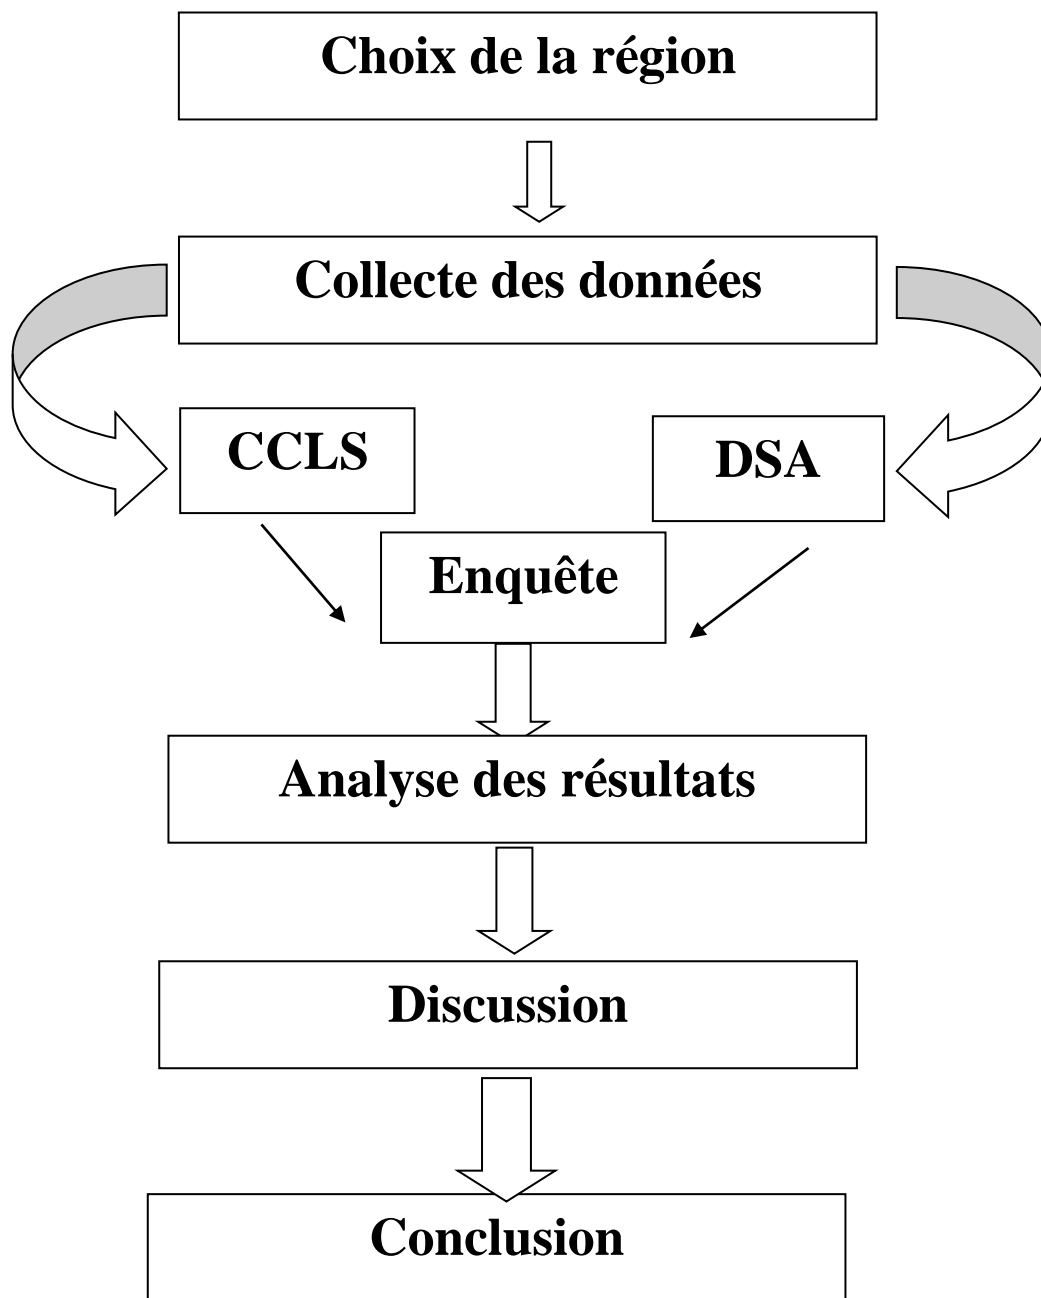 Choix de la région
Collecte des données
CCLS
DSA
Enquête
Analyse des résultats
Discussion
Conclusion